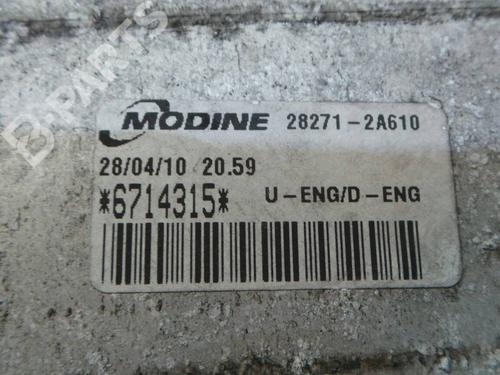 B-PARTS
MODINE 28271-2A610
28/04/10 20.59
*6714315* U-ENG/D-ENG